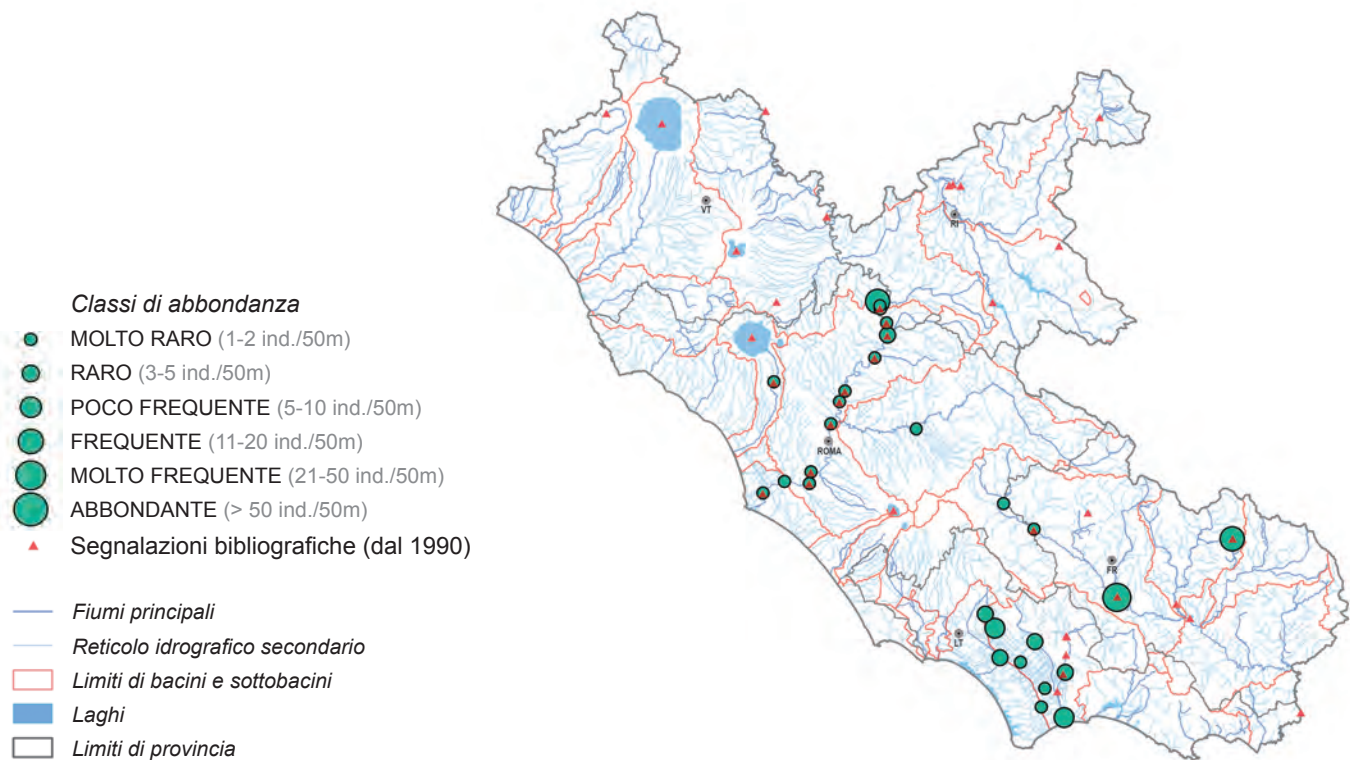 Classi di abbondanza
MOLTO RARO (1-2 ind./50m)
RARO (3-5 ind./50m)
POCO FREQUENTE (5-10 ind./50m)
FREQUENTE (11-20 ind./50m)
MOLTO FREQUENTE (21-50 ind./50m)
ABBONDANTE (> 50 ind./50m)
Segnalazioni bibliografiche (dal 1990)
Fiumi principali
Reticolo idrografico secondario
Limiti di bacini e sottobacini
Laghi
Limiti di provincia
VT
RI
ROMA
FR
LT